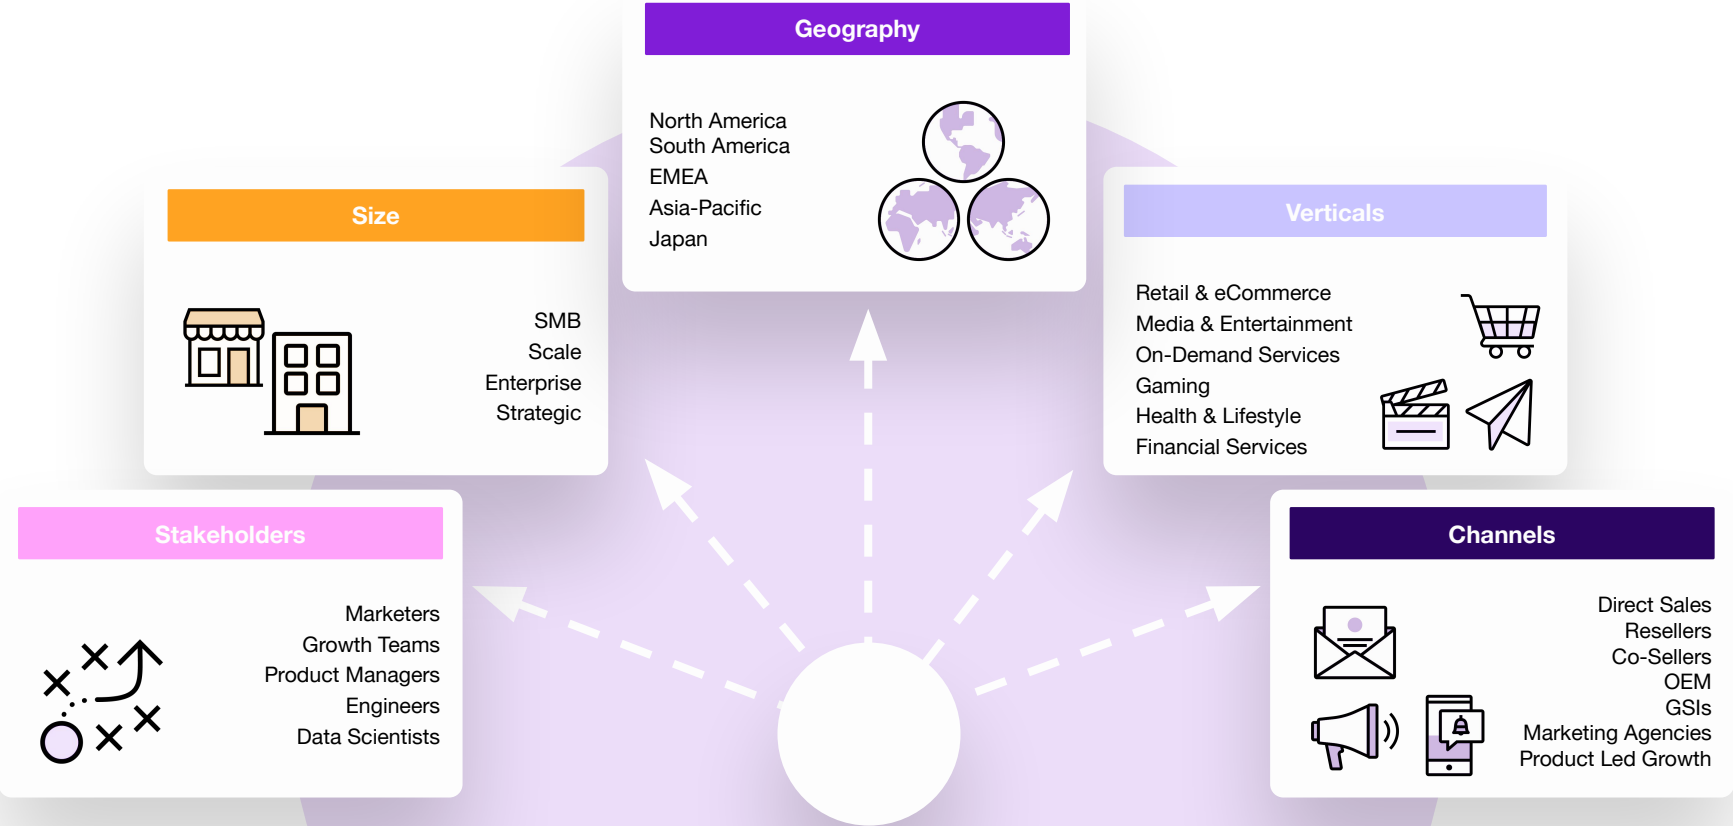 Geography
North America
South America
EMEA
Asia-Pacific
Japan
Size
SMB
Scale
Enterprise
Strategic
Verticals
Retail & eCommerce
Media & Entertainment
On-Demand Services
Gaming
Health & Lifestyle
Financial Services
Stakeholders
Marketers
Growth Teams
Product Managers
Engineers
Data Scientists
Channels
Direct Sales
Resellers
Co-Sellers
OEM
GSIs
Marketing Agencies
Product Led Growth